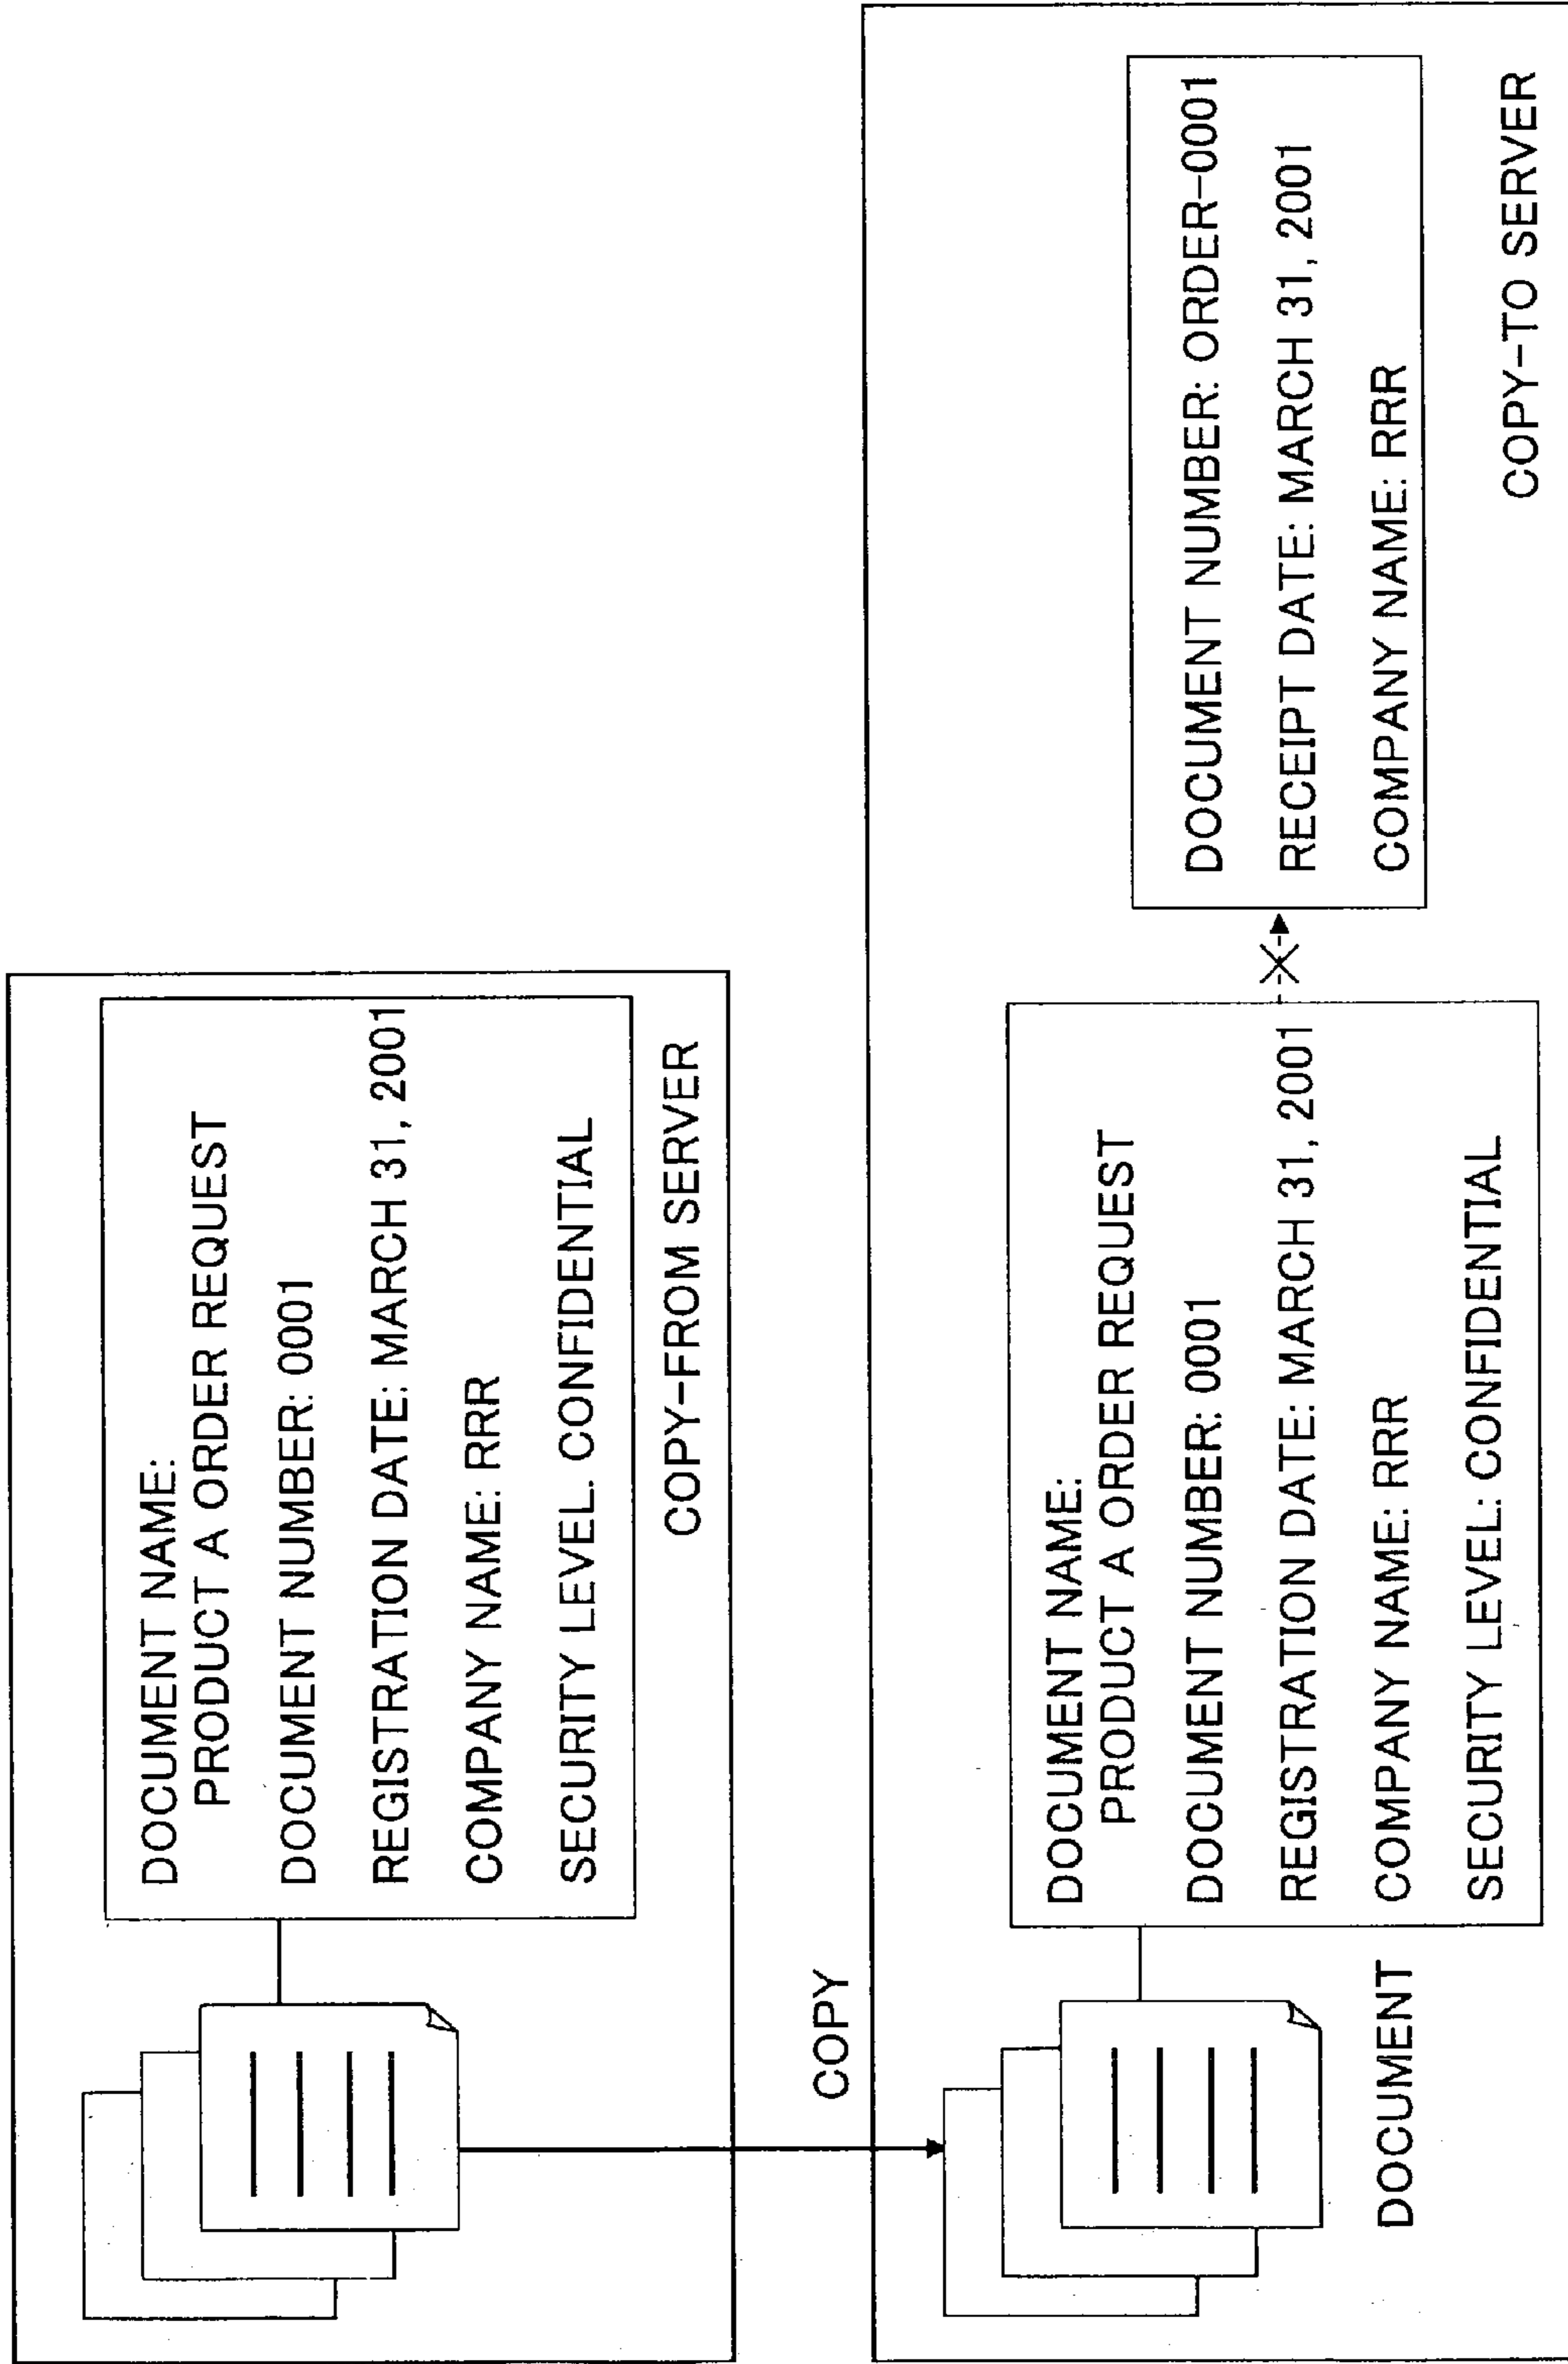 DOCUMENT NAME:
PRODUCT A ORDER REQUEST
DOCUMENT NUMBER: 0001
REGISTRATION DATE: MARCH 31, 2001
COMPANY NAME: RRR
SECURITY LEVEL. CONFIDENTIAL
COPY-FROM SERVER
COPY
DOCUMENT NAME:
PRODUCT A ORDER REQUEST
DOCUMENT NUMBER: 0001
REGISTRATION DATE: MARCH 31, 2001
COMPANY NAME: RRR
SECURITY LEVEL: CONFIDENTIAL
DOCUMENT
DOCUMENT NUMBER: ORDER-0001
RECEIPT DATE: MARCH 31, 2001
COMPANY NAME: RRR
COPY-TO SERVER